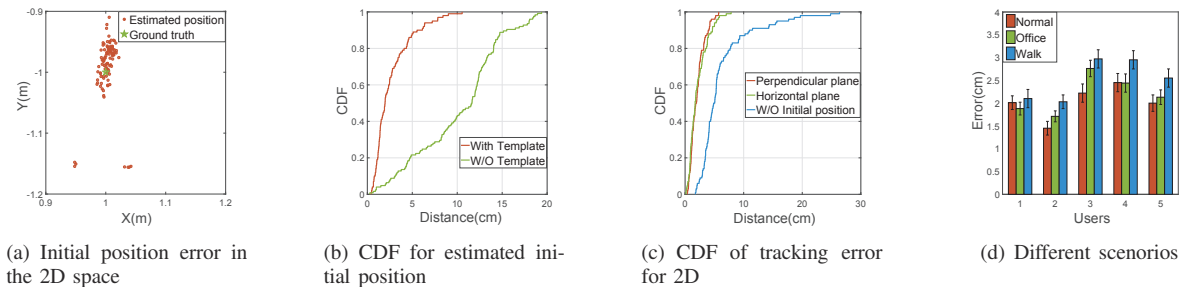 -0.9
-1
-1.1
-1.2
Y(m)
0.9
1
1.1
1.2
X(m)
Estimated position
Ground truth
(a) Initial position error in
the 2D space
1
0.8
0.6
0.4
0.2
0
CDF
0
5
10
15
20
Distance(cm)
With Template
W/O Template
(b) CDF for estimated ini-
tial position
1
0.8
0.6
0.4
0.2
0
CDF
0
10
20
30
Distance(cm)
Perpendicular plane
Horizontal plane
W/O Initilal position
(c) CDF of tracking error
for 2D
4
3.5
3
2.5
2
1.5
1
0.5
0
Error(cm)
1
2
3
4
5
Users
Normal
Office
Walk
(d) Different scenorios